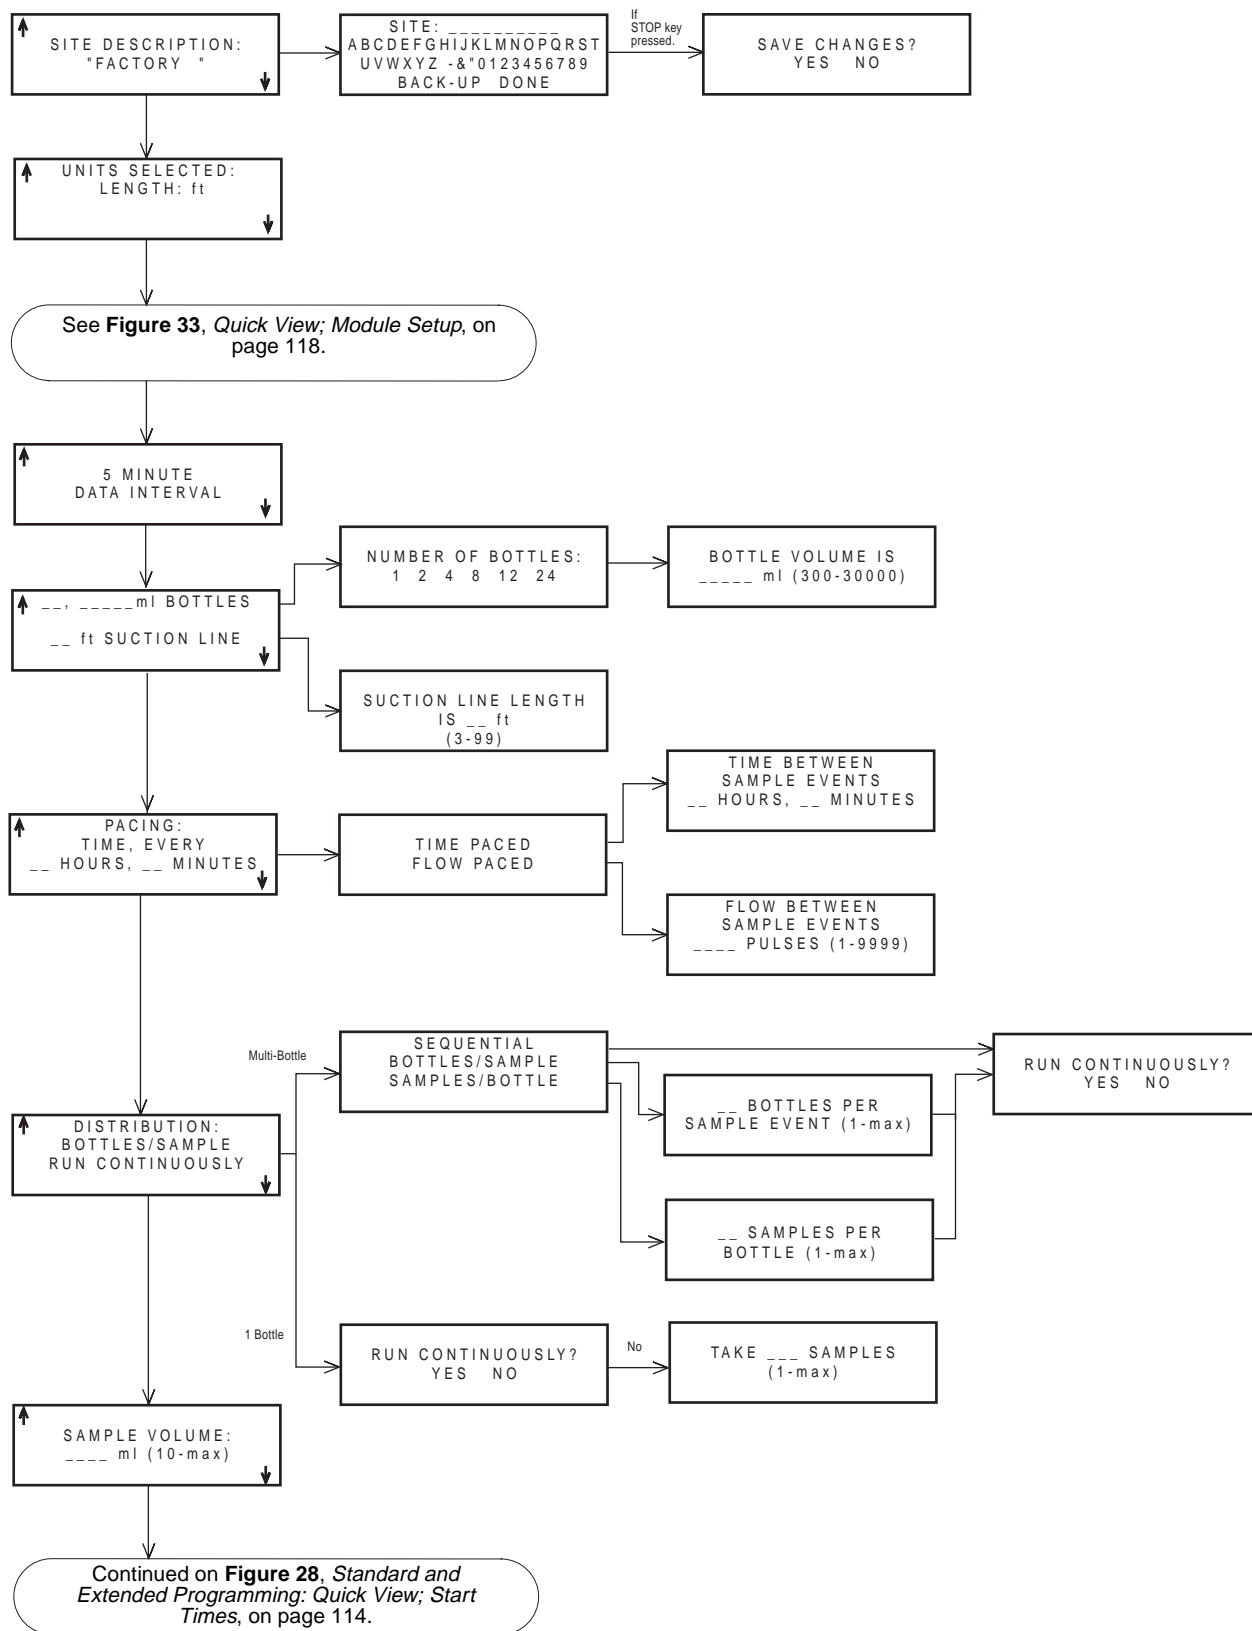 SITE DESCRIPTION:
"FACTORY "
SITE: __________
ABCDEFGHIJKLMNOPQRST
UVWXYZ -&"0123456789
BACK-UP DONE
If
STOP key
pressed.
SAVE CHANGES?
YES NO
UNITS SELECTED:
LENGTH: ft
See Figure 33, Quick View; Module Setup, on
page 118.
5 MINUTE
DATA INTERVAL
__, _____ml BOTTLES
__ ft SUCTION LINE
NUMBER OF BOTTLES:
1 2 4 8 12 24
BOTTLE VOLUME IS
_____ ml (300-30000)
SUCTION LINE LENGTH
IS __ ft
(3-99)
PACING:
TIME, EVERY
__ HOURS, __ MINUTES
TIME PACED
FLOW PACED
TIME BETWEEN
SAMPLE EVENTS
__ HOURS, __ MINUTES
FLOW BETWEEN
SAMPLE EVENTS
____ PULSES (1-9999)
DISTRIBUTION:
BOTTLES/SAMPLE
RUN CONTINUOUSLY
Multi-Bottle
SEQUENTIAL
BOTTLES/SAMPLE
SAMPLES/BOTTLE
__ BOTTLES PER
SAMPLE EVENT (1-max)
__ SAMPLES PER
BOTTLE (1-max)
RUN CONTINUOUSLY?
YES NO
1 Bottle
RUN CONTINUOUSLY?
YES NO
No
TAKE ___ SAMPLES
(1-max)
SAMPLE VOLUME:
____ ml (10-max)
Continued on Figure 28, Standard and
Extended Programming: Quick View; Start
Times, on page 114.